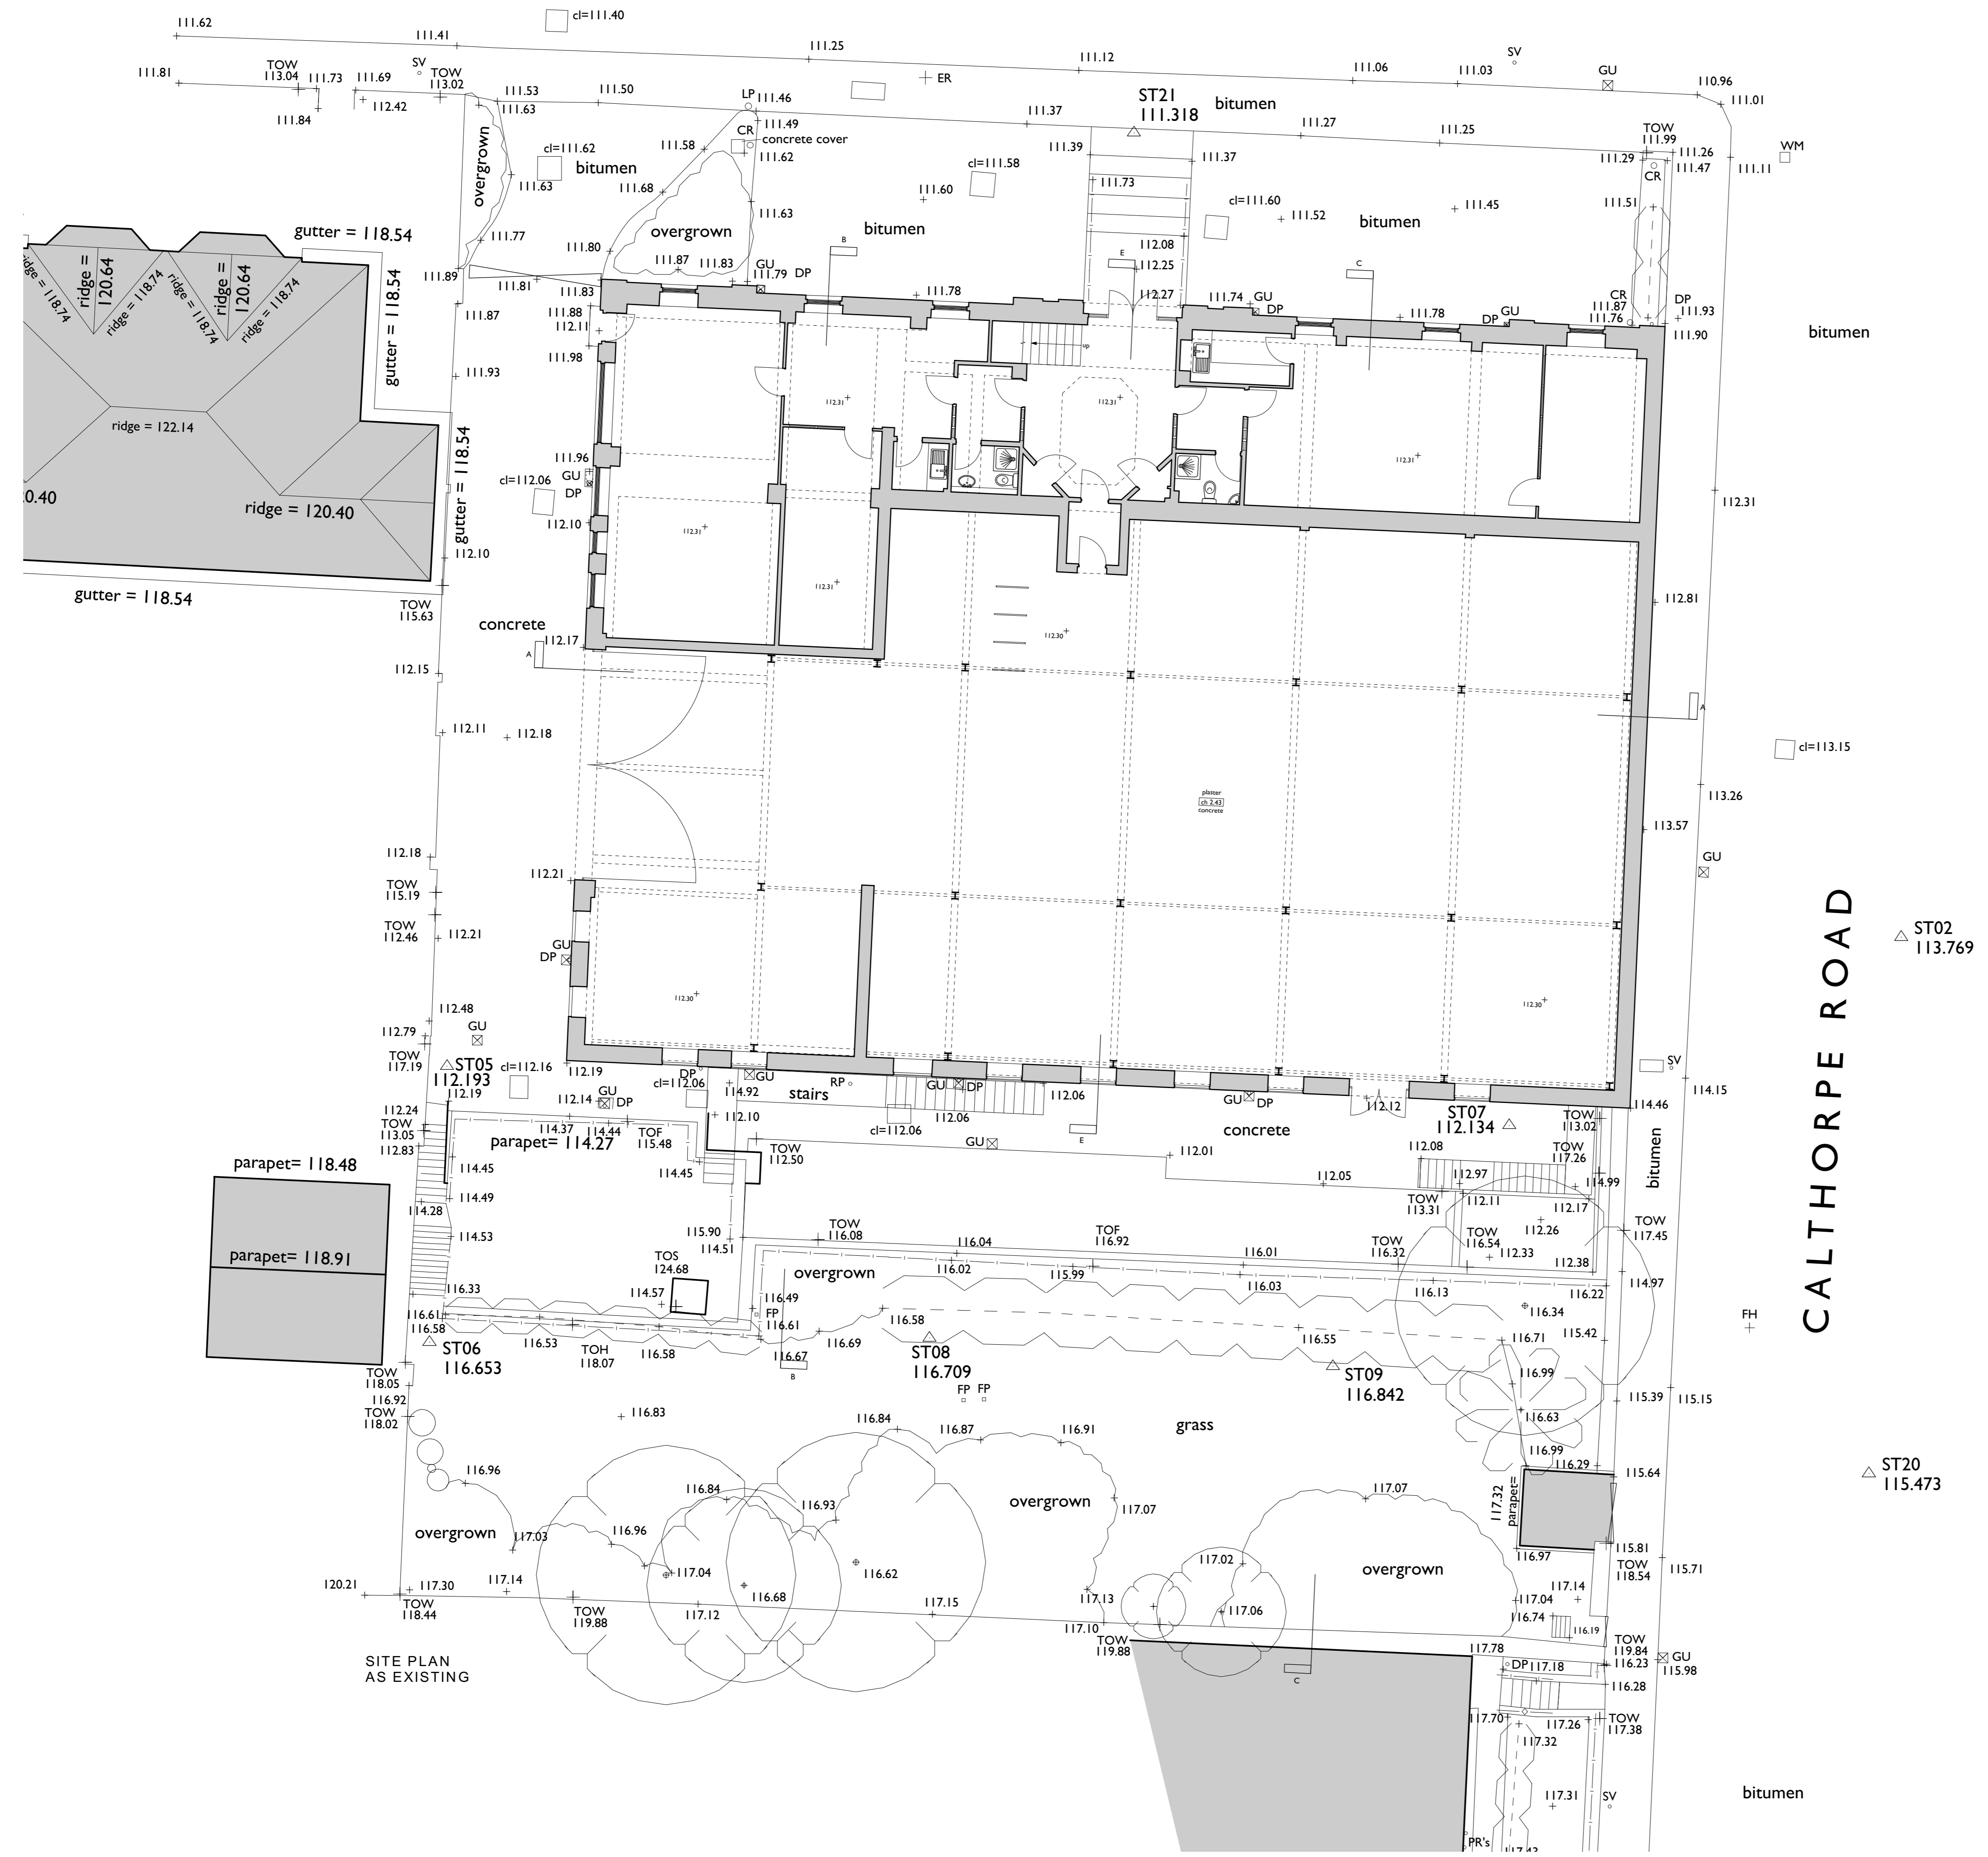 111.62
cl=111.40
111.41
111.25
111.12
SV
111.06
111.03
GU
110.96
111.01
111.81
TOW
113.04
111.73
111.69
SV
TOW
113.02
112.42
111.84
111.53
111.63
111.50
LP
111.46
ER
111.37
ST21
111.318
bitumen
111.27
111.25
TOW
111.99
111.26
111.29
111.47
CR
WM
111.11
overgrown
cl=111.62
bitumen
111.63
111.58
CR
111.49
concrete cover
111.62
111.68
111.63
overgrown
111.80
111.87
111.83
GU
111.79
DP
111.60
bitumen
cl=111.58
111.39
111.37
111.73
112.08
112.25
112.27
cl=111.60
111.52
bitumen
111.45
111.51
B
E
C
111.78
111.74
GU
DP
111.78
DP
GU
CR
111.87
111.76
DP
111.93
111.90
bitumen
gutter = 118.54
gutter = 118.54
gutter = 118.54
ridge = 118.74
ridge =
120.64
ridge = 118.74
ridge = 118.74
ridge =
120.64
ridge = 118.74
ridge = 122.14
0.40
ridge = 120.40
gutter = 118.54
111.77
111.89
111.81
111.83
111.87
111.88
112.11
111.98
111.93
111.96
GU
DP
cl=112.06
112.10
112.10
TOW
115.63
concrete
112.17
A
112.31
112.31
112.31
112.31
112.31
up
112.30
112.31
112.81
112.15
112.11
112.18
plaster
ch 2.43
concrete
A
cl=113.15
113.26
113.57
GU
112.18
TOW
115.19
TOW
112.46
112.21
112.21
GU
DP
112.30
112.30
CALTHORPE ROAD
ST02
113.769
112.48
112.79
GU
TOW
117.19
ST05
112.193
112.19
cl=112.16
112.19
112.14
GU
DP
DP
cl=112.06
GU
114.92
112.10
stairs
RP
GU
DP
112.06
112.06
cl=112.06
GU
E
GU
DP
concrete
112.12
ST07
112.134
TOW
113.02
114.46
SV
114.15
112.24
TOW
113.05
112.83
114.37
114.44
TOF
115.48
parapet= 114.27
114.45
114.45
TOW
112.50
112.01
112.05
112.08
112.97
TOW
117.26
114.99
bitumen
parapet= 118.48
parapet= 118.91
114.49
114.28
114.53
115.90
114.51
TOW
116.08
116.04
TOF
116.92
116.01
TOW
116.32
TOW
113.31
112.11
112.17
112.26
TOW
116.54
112.33
112.38
TOW
117.45
TOS
124.68
114.57
overgrown
116.02
115.99
116.03
116.13
116.22
114.97
116.33
116.61
116.58
116.49
FP
116.61
116.58
116.34
116.55
116.71
115.42
FH
ST06
116.653
116.53
TOH
118.07
116.58
116.67
B
116.69
ST08
116.709
ST09
116.842
FP
FP
116.99
115.39
115.15
TOW
118.05
116.92
TOW
118.02
116.83
116.84
116.87
116.91
grass
116.63
116.99
116.29
115.64
ST20
115.473
116.96
overgrown
117.03
116.96
116.84
116.93
overgrown
117.07
117.07
117.32
parapet=
117.04
116.68
116.62
117.02
overgrown
116.97
115.81
TOW
118.54
115.71
120.21
117.30
TOW
118.44
117.14
TOW
119.88
117.12
117.15
117.13
117.10
TOW
119.88
117.06
117.14
117.04
116.74
116.19
SITE PLAN
AS EXISTING
C
117.78
TOW
119.84
116.23
GU
115.98
DP
117.18
116.28
117.70
117.26
TOW
117.38
117.32
117.31
SV
bitumen
PR's
117.43